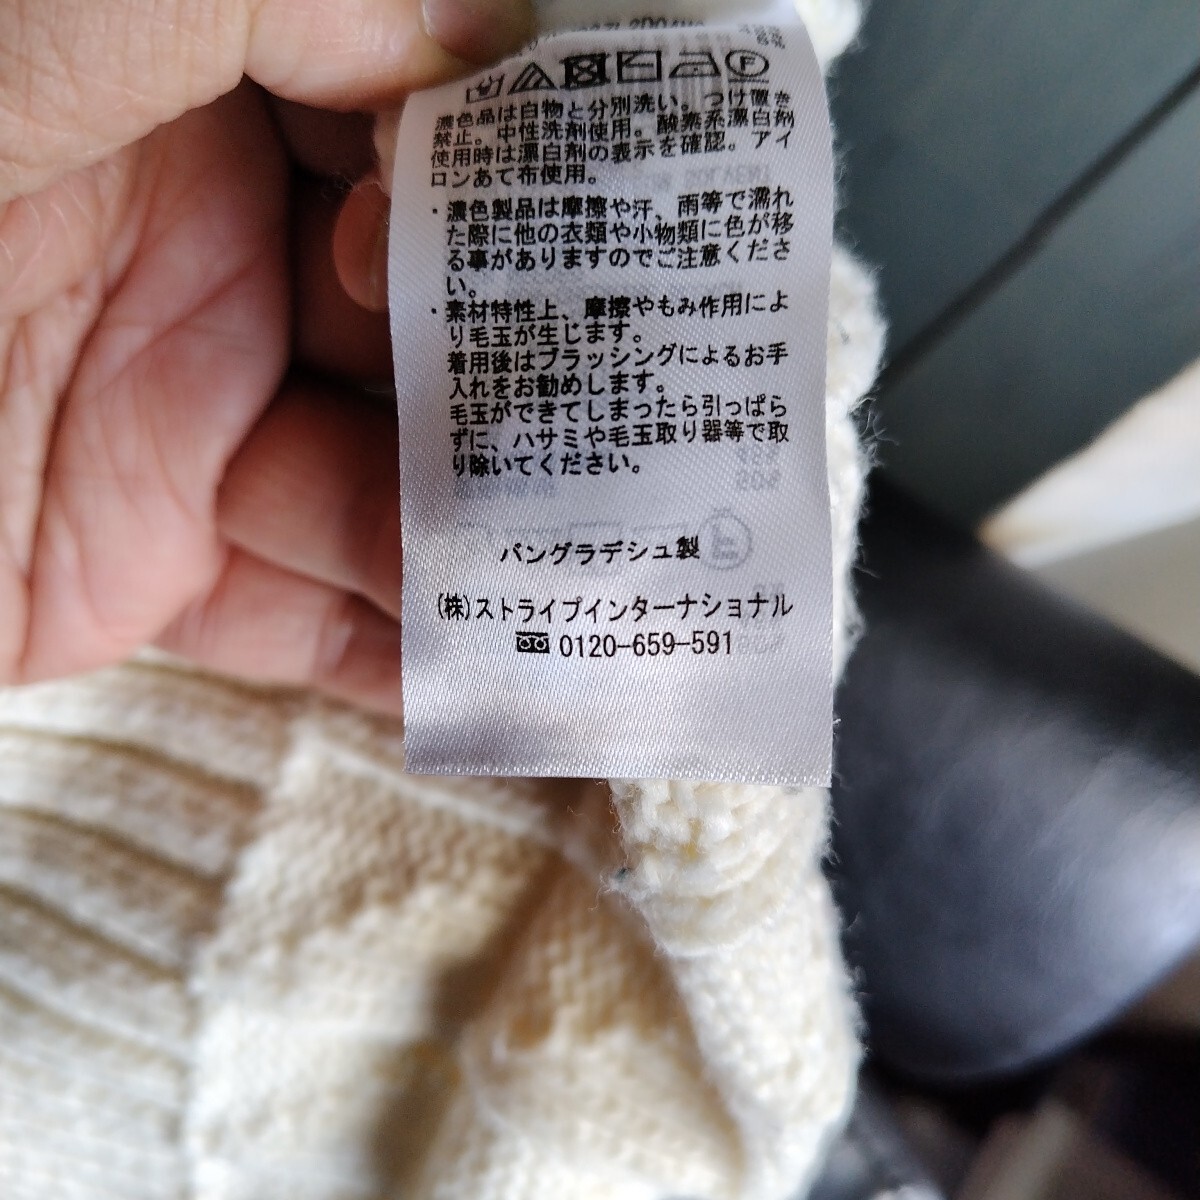 濃色品は白物と分別洗い。つけ置き
禁止。中性洗剤使用。酸素系漂白剤
使用時は漂白剤の表示を確認。アイ
ロンあて布使用。
・濃色製品は摩擦や汗、雨等で濡れ
た際に他の衣類や小物類に色が移
る事がありますのでご注意くださ
い。
・素材特性上、摩擦やもみ作用によ
り毛玉が生じます。
着用後はブラッシングによるお手
入れをお勧めします。
毛玉ができてしまったら引っぱら
ずに、ハサミや毛玉取り器等で取
り除いてください。
バングラデシュ製
(株)ストライプインターナショナル
0120-659-591